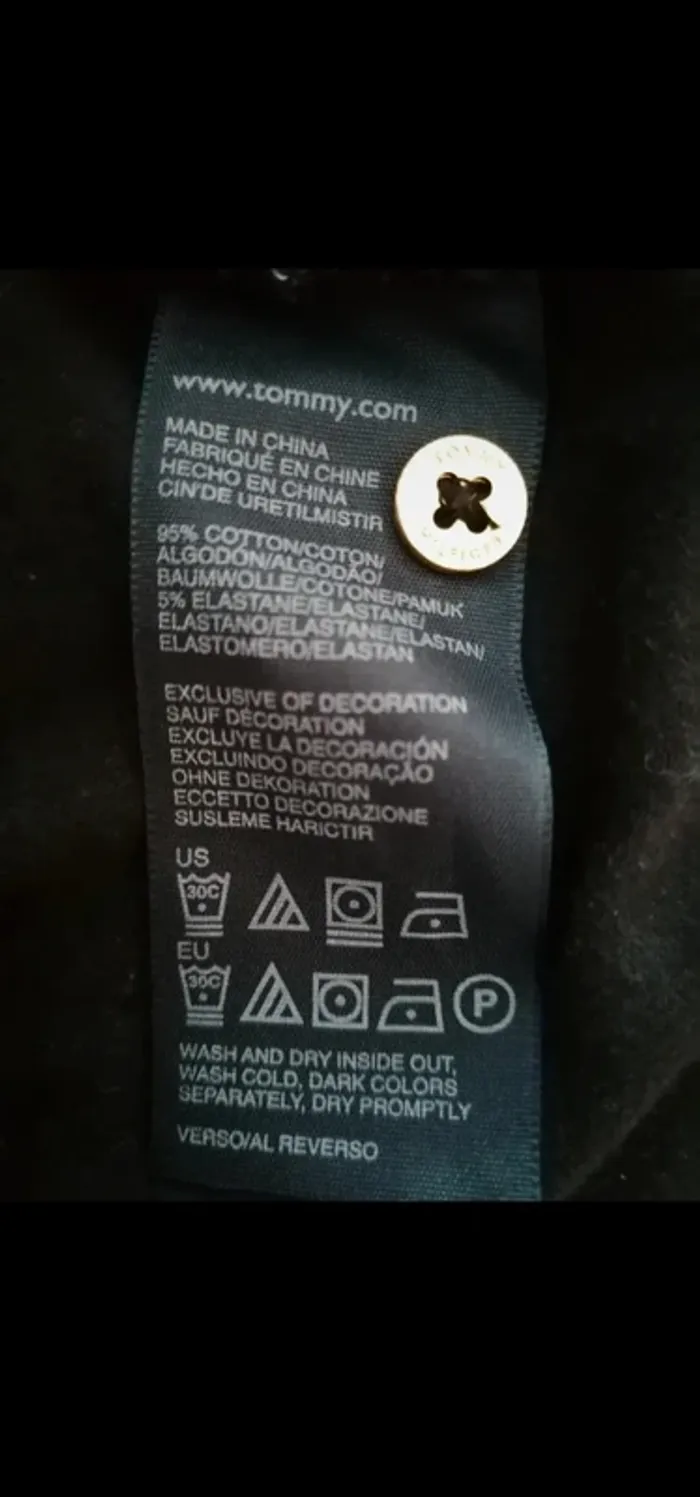 www.tommy.com
MADE IN CHINA
FABRIQUÉ EN CHINE
HECHO EN CHINA
CIN'DE URETILMISTIR
TOMMY
HILFIGER
95% COTTON/COTON/
ALGODÓN/ALGODÃO/
BAUMWOLLE/COTONE/PAMUK
5% ELASTANE/ELASTANE/
ELASTANO/ELASTANE/ELASTAN/
ELASTOMERO/ELASTAN
EXCLUSIVE OF DECORATION
SAUF DÉCORATION
EXCLUYE LA DECORACIÓN
EXCLUINDO DECORAÇÃO
OHNE DEKORATION
ECCETTO DECORAZIONE
SUSLEME HARICTIR
US
30C
EU
30C
P
WASH AND DRY INSIDE OUT,
WASH COLD, DARK COLORS
SEPARATELY, DRY PROMPTLY
VERSO/AL REVERSO